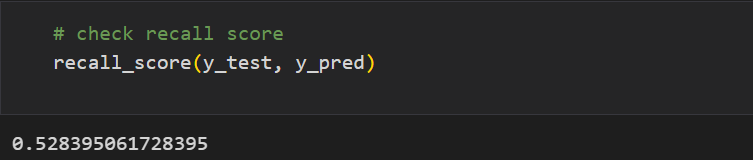 # check recall score
recall_score(y_test, y_pred)
0.528395061728395